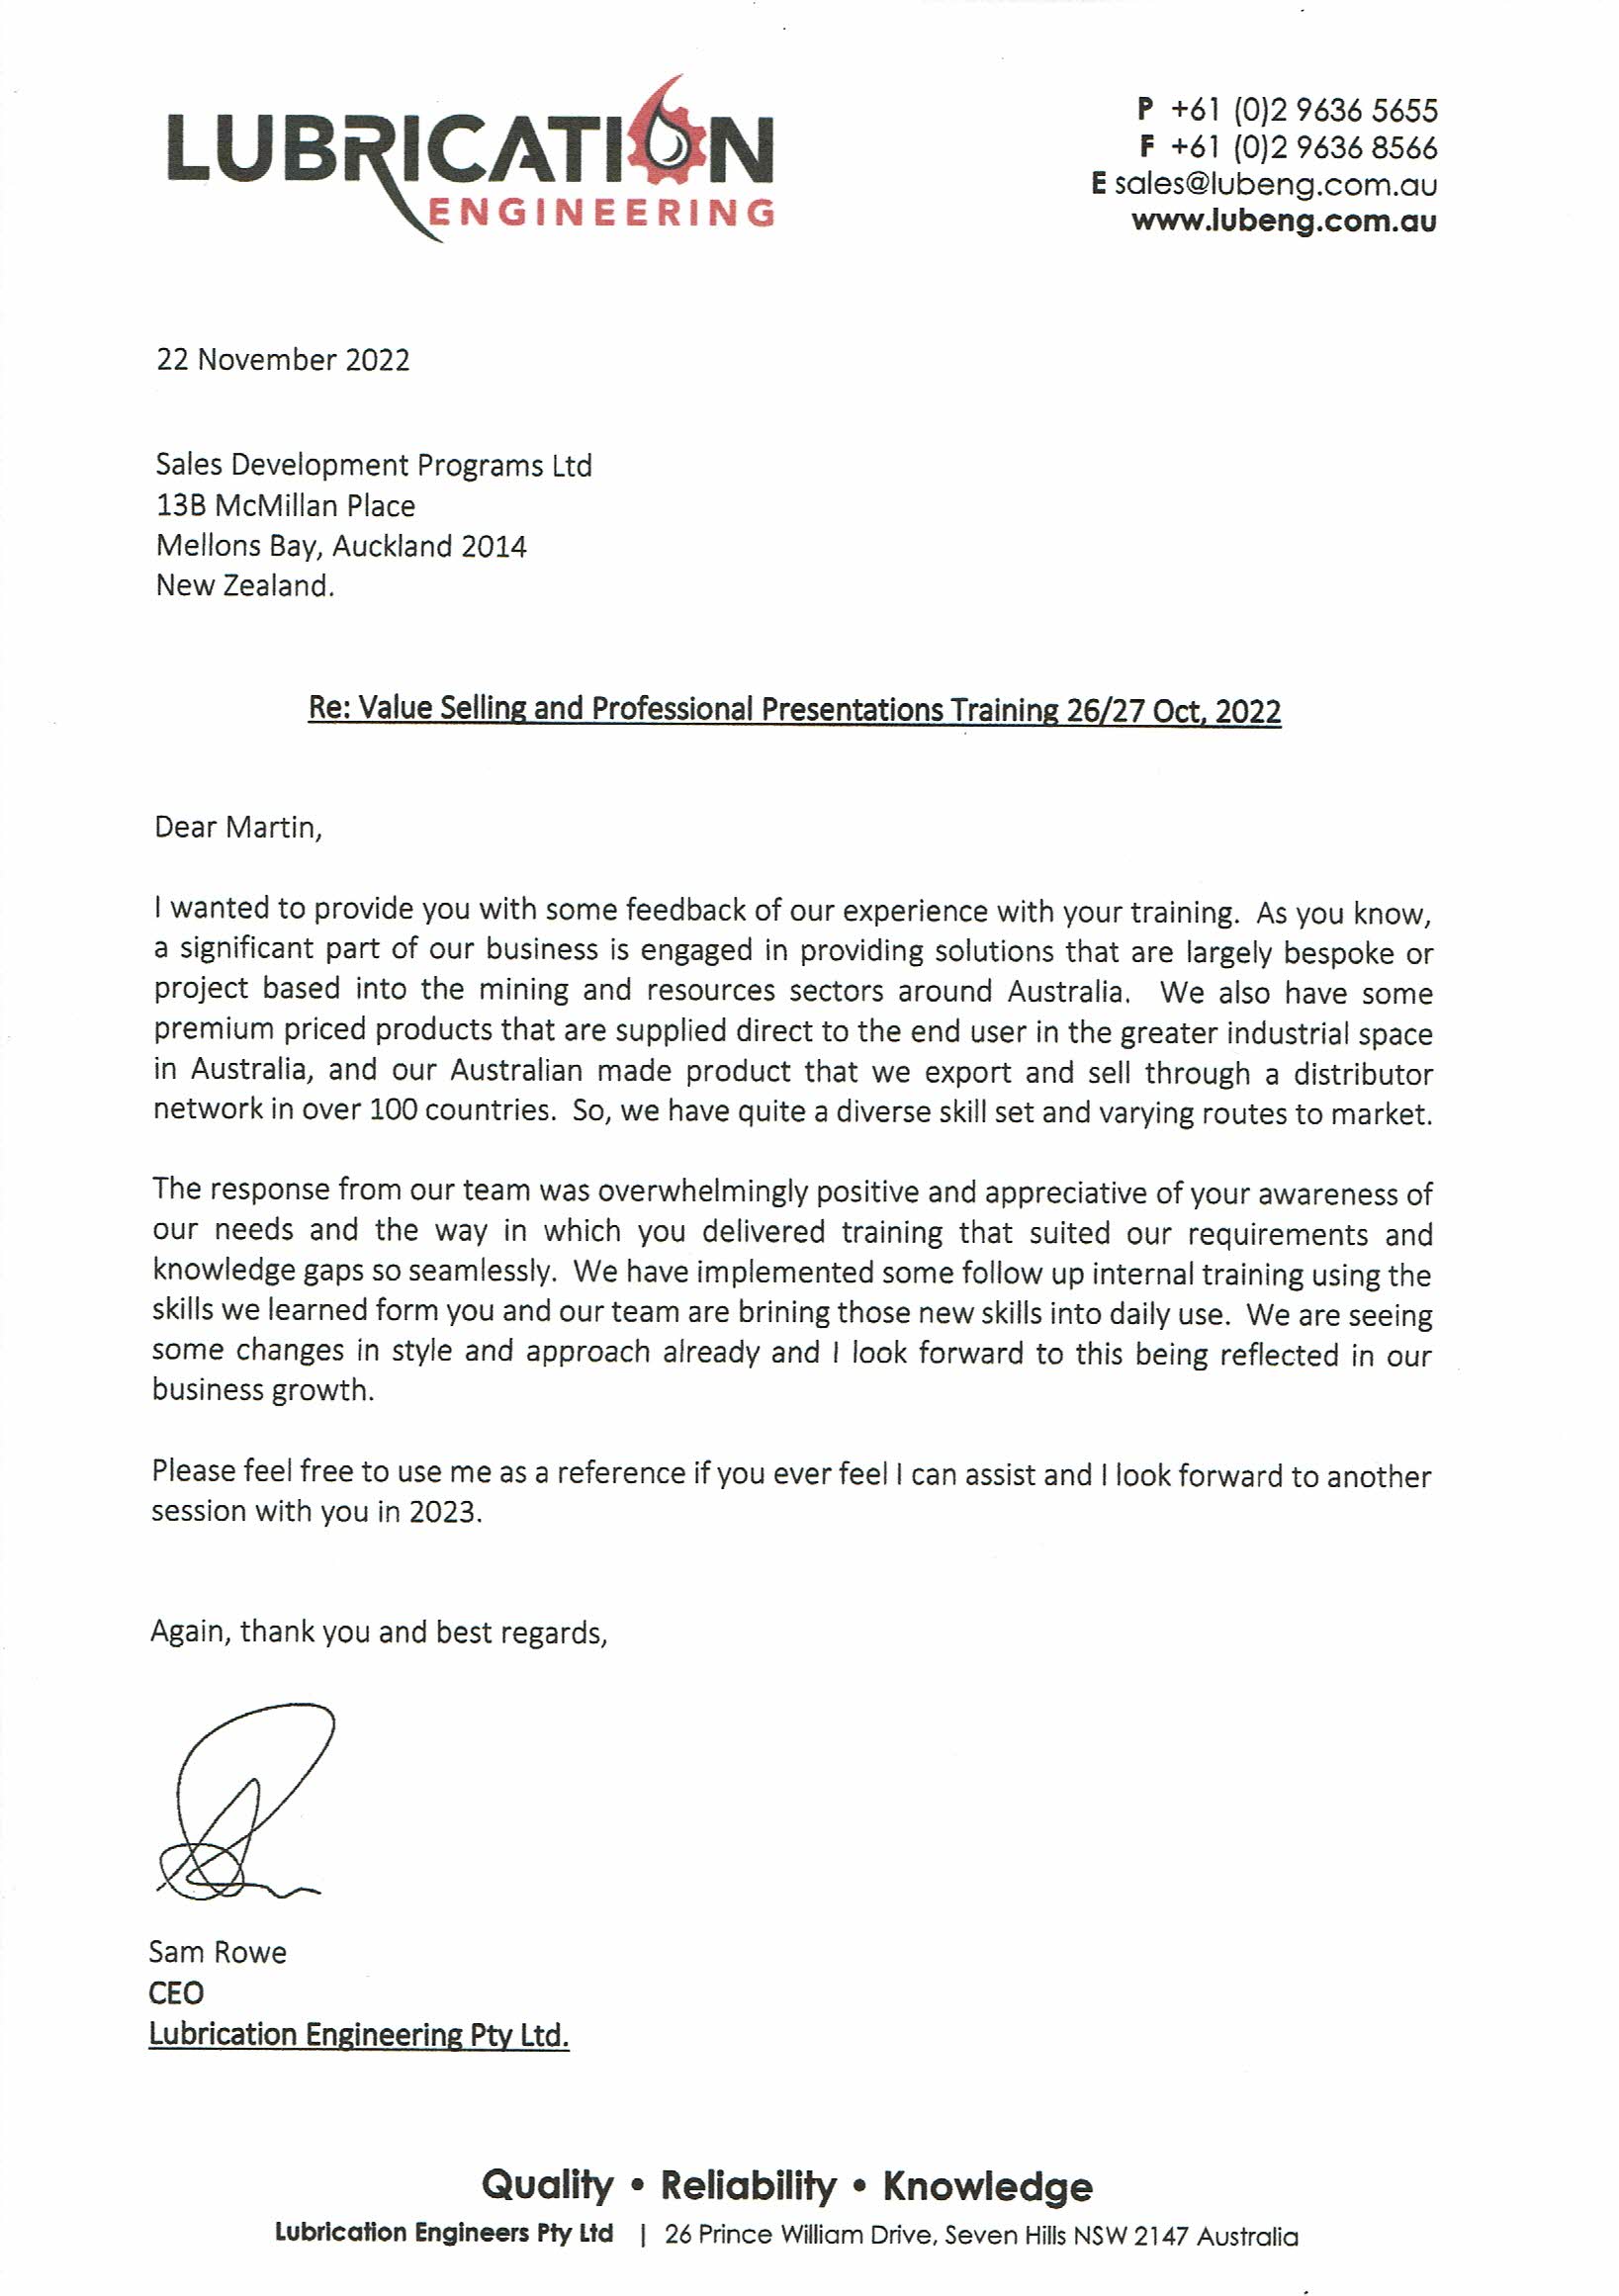 LUBRICATION
ENGINEERING
P +61 (0)2 9636 5655
F +61 (0)2 9636 8566
E sales@lubeng.com.au
www.lubeng.com.au
22 November 2022
Sales Development Programs Ltd
13B McMillan Place
Mellons Bay, Auckland 2014
New Zealand.
Re: Value Selling and Professional Presentations Training 26/27 Oct, 2022
Dear Martin,
I wanted to provide you with some feedback of our experience with your training. As you know,
a significant part of our business is engaged in providing solutions that are largely bespoke or
project based into the mining and resources sectors around Australia. We also have some
premium priced products that are supplied direct to the end user in the greater industrial space
in Australia, and our Australian made product that we export and sell through a distributor
network in over 100 countries. So, we have quite a diverse skill set and varying routes to market.
The response from our team was overwhelmingly positive and appreciative of your awareness of
our needs and the way in which you delivered training that suited our requirements and
knowledge gaps so seamlessly. We have implemented some follow up internal training using the
skills we learned form you and our team are brining those new skills into daily use. We are seeing
some changes in style and approach already and I look forward to this being reflected in our
business growth.
Please feel free to use me as a reference if you ever feel I can assist and I look forward to another
session with you in 2023.
Again, thank you and best regards,
Sam Rowe
CEO
Lubrication Engineering Pty Ltd.
Quality • Reliability • Knowledge
Lubrication Engineers Pty Ltd | 26 Prince William Drive, Seven Hills NSW 2147 Australia